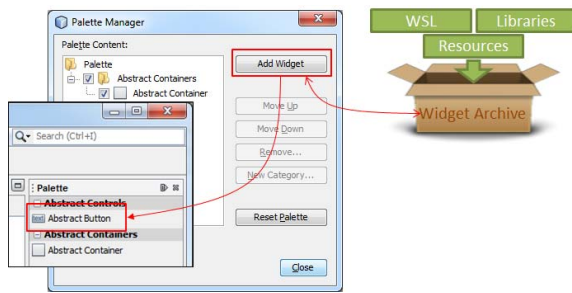 Palette Manager
Palette Content:
Palette
Abstract Containers
Abstract Container
Add Widget
Move Up
Move Down
Remove...
New Category...
Reset Palette
Close
Search (Ctrl+I)
Palette
Abstract Controls
Abstract Button
Abstract Containers
Abstract Container
WSL
Libraries
Resources
Widget Archive